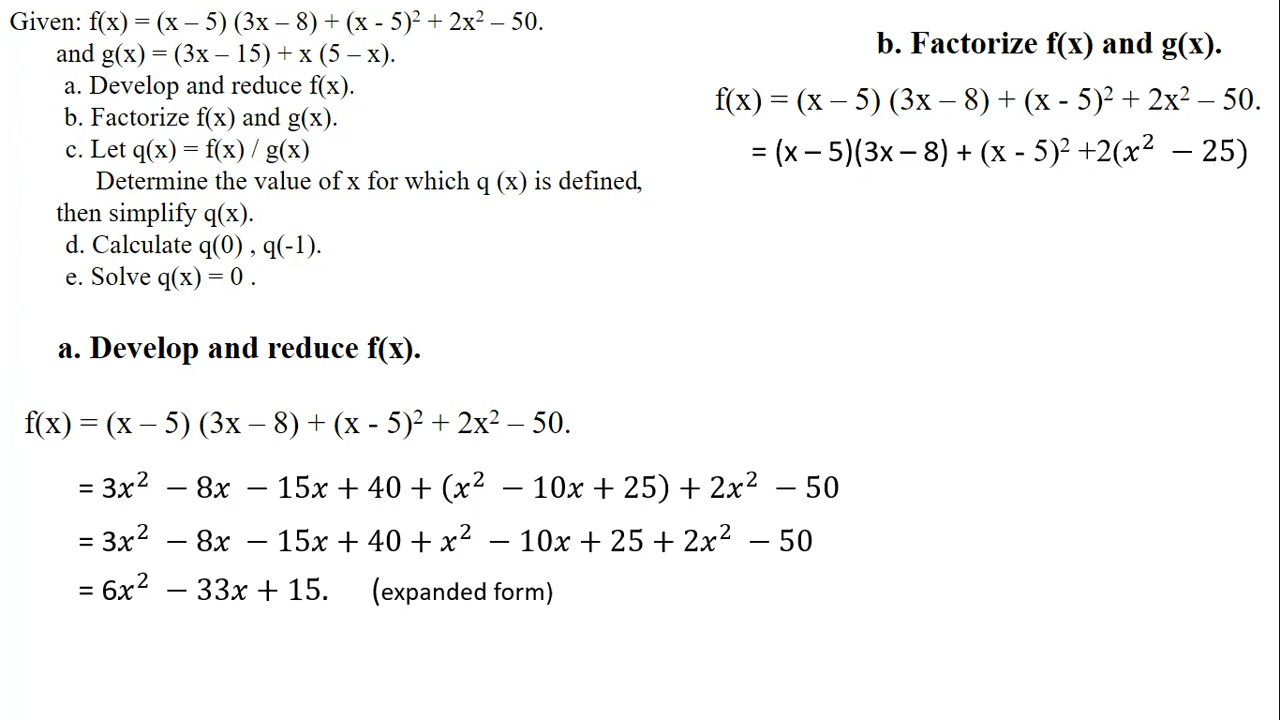 Given: f(x) = (x – 5) (3x – 8) + (x - 5)² + 2x² – 50.
and g(x) = (3x – 15) + x (5 – x).
a. Develop and reduce f(x).
b. Factorize f(x) and g(x).
c. Let q(x) = f(x) / g(x)
Determine the value of x for which q (x) is defined,
then simplify q(x).
d. Calculate q(0) , q(-1).
e. Solve q(x) = 0 .
a. Develop and reduce f(x).
f(x) = (x – 5) (3x – 8) + (x - 5)² + 2x² – 50.
= 3x² − 8x − 15x + 40 + (x² − 10x + 25) + 2x² − 50
= 3x² − 8x − 15x + 40 + x² − 10x + 25 + 2x² − 50
= 6x² − 33x + 15. (expanded form)
b. Factorize f(x) and g(x).
f(x) = (x – 5) (3x – 8) + (x - 5)² + 2x² – 50.
= (x – 5)(3x – 8) + (x - 5)² +2(x² − 25)